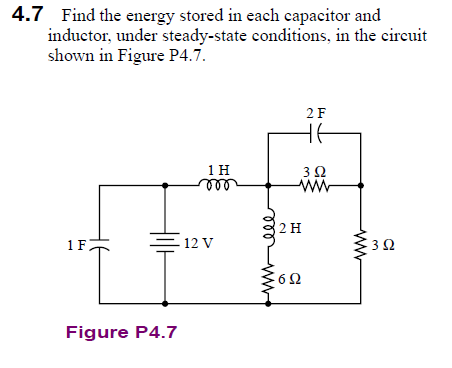 4.7 Find the energy stored in each capacitor and
inductor, under steady-state conditions, in the circuit
shown in Figure P4.7.
2 F
1 H
3 Ω
2 H
1 F
12 V
3 Ω
6 Ω
Figure P4.7